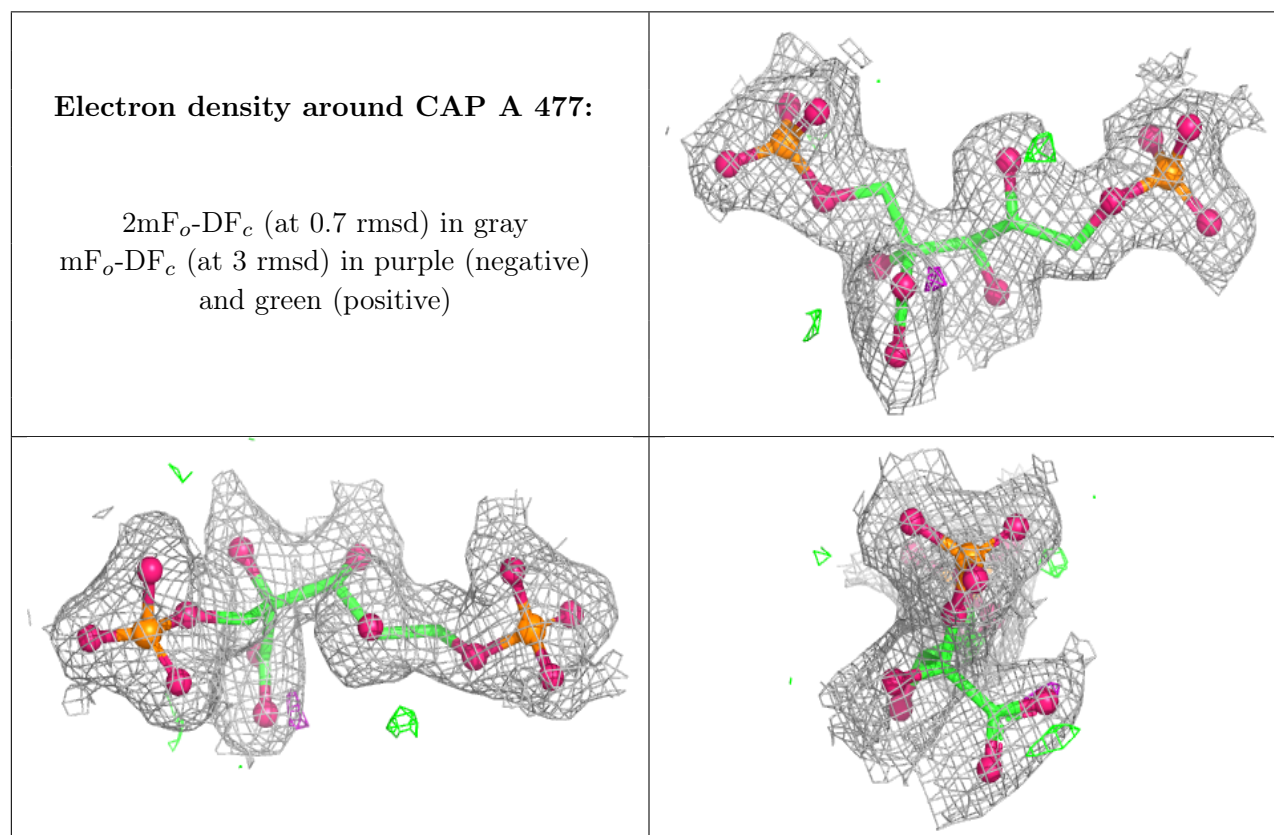 Electron density around CAP A 477:
2mFo-DFc (at 0.7 rmsd) in gray
mFo-DFc (at 3 rmsd) in purple (negative)
and green (positive)